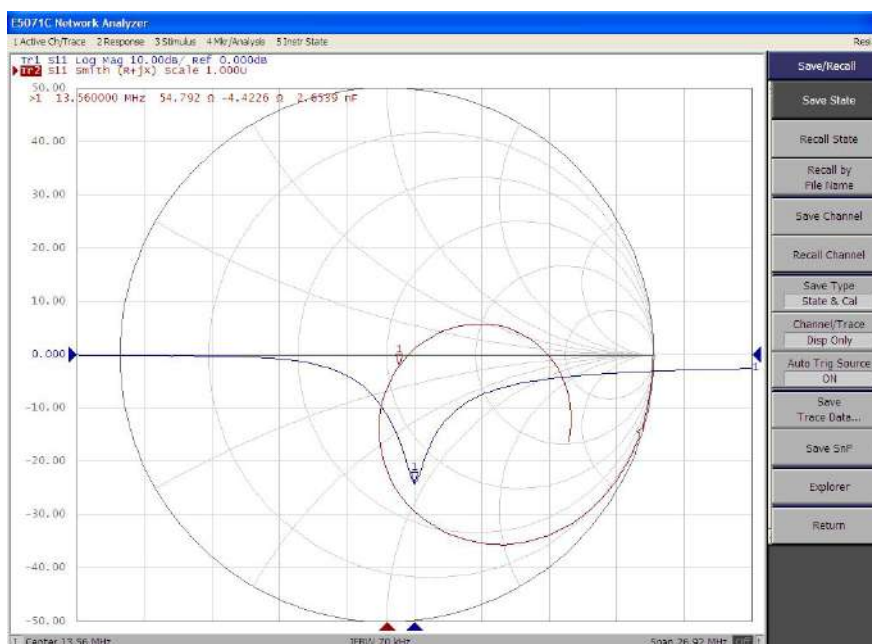 E5071C Network Analyzer
1 Active Ch/Trace 2 Response 3 Stimulus 4 Mkr/Analysis 5 Instr State
Resi
Tr1 S11 Log Mag 10.00dB/ Ref 0.000dB
Tr2 S11 Smith (R+jX) Scale 1.000U
>1 13.560000 MHz 54.792 Ω -4.4226 Ω 2.6539 nF
50.00
40.00
30.00
20.00
10.00
0.000
-10.00
-20.00
-30.00
-40.00
-50.00
1
1
1
Save/Recall
Save State
Recall State
Recall by
File Name
Save Channel
Recall Channel
Save Type
State & Cal
Channel/Trace
Disp Only
Auto Trig Source
ON
Save
Trace Data...
Save SnP
Explorer
Return
1 Center 13.56 MHz
IFBW 70 kHz
Span 26.92 MHz